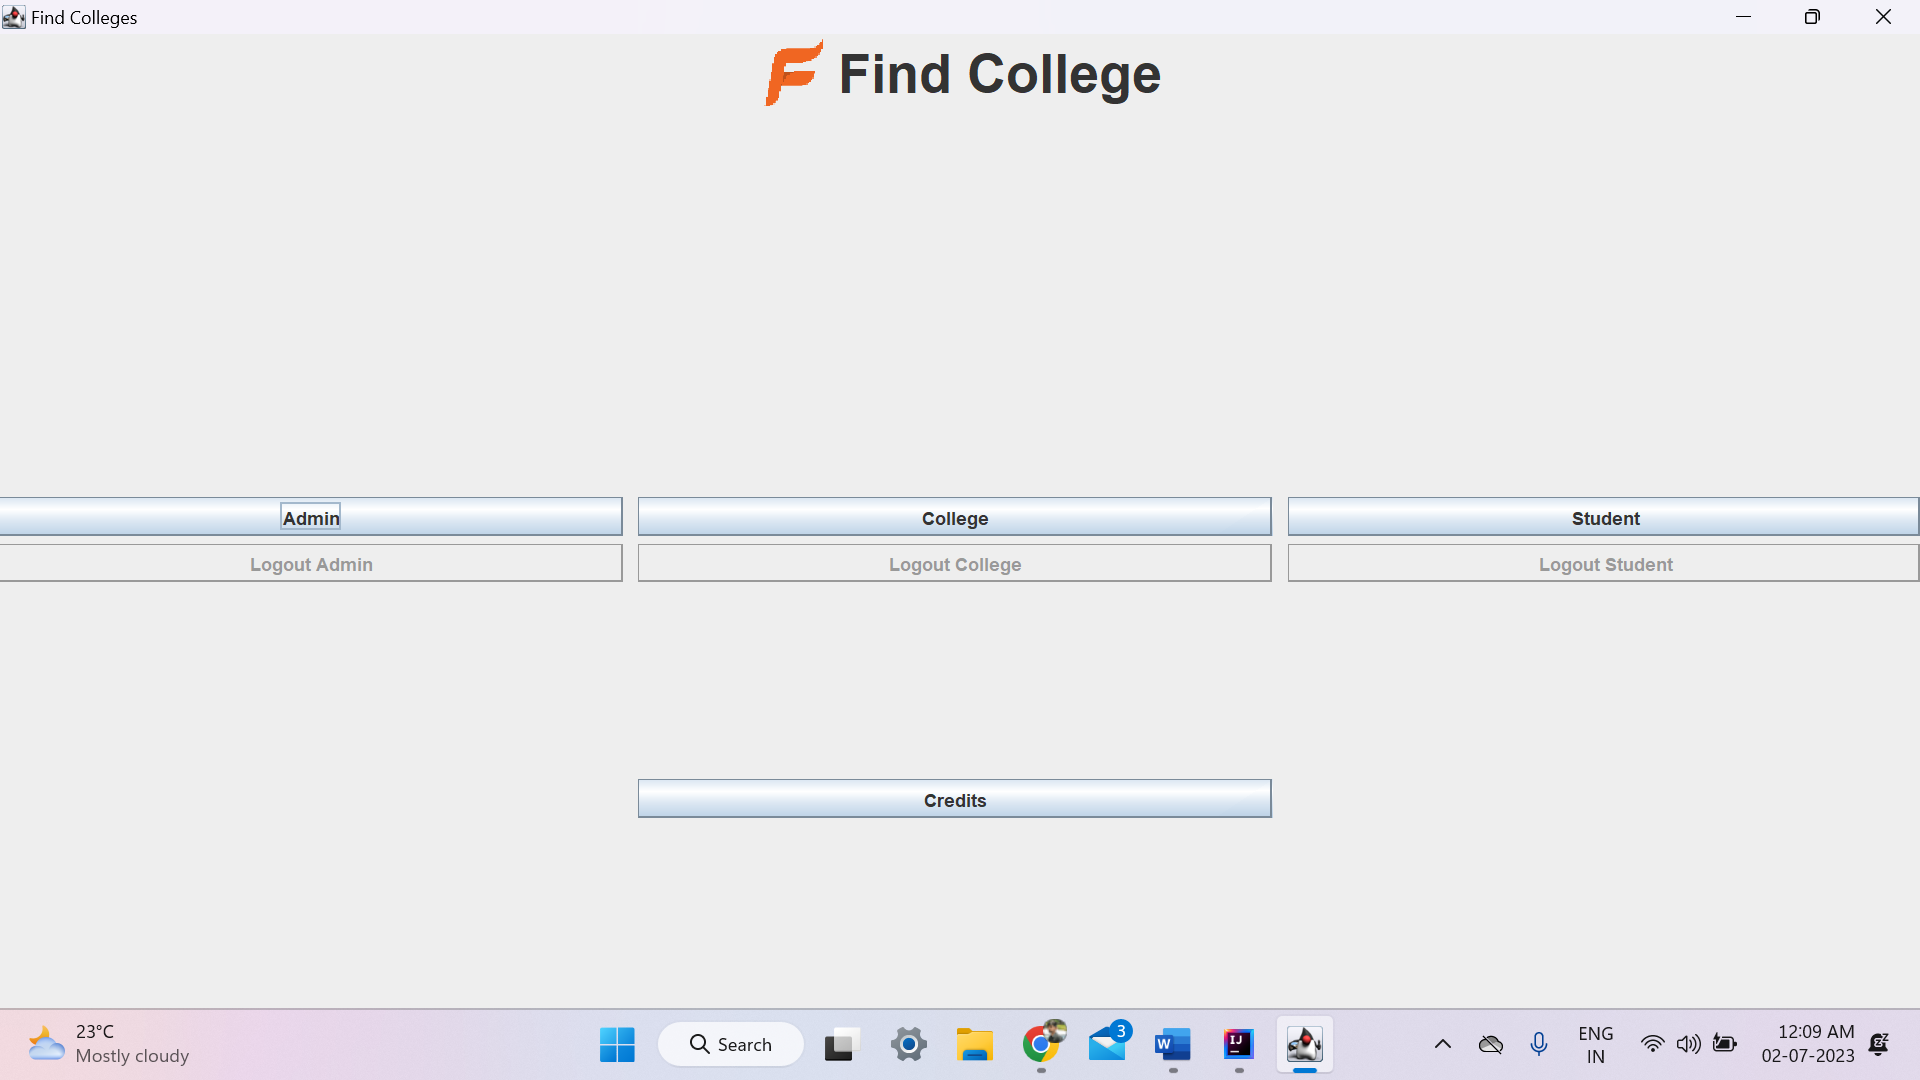 Find Colleges
Find College
Admin
College
Student
Logout Admin
Logout College
Logout Student
Credits
23°C
Mostly cloudy
Search
3
W
IJ
ENG
IN
12:09 AM
02-07-2023